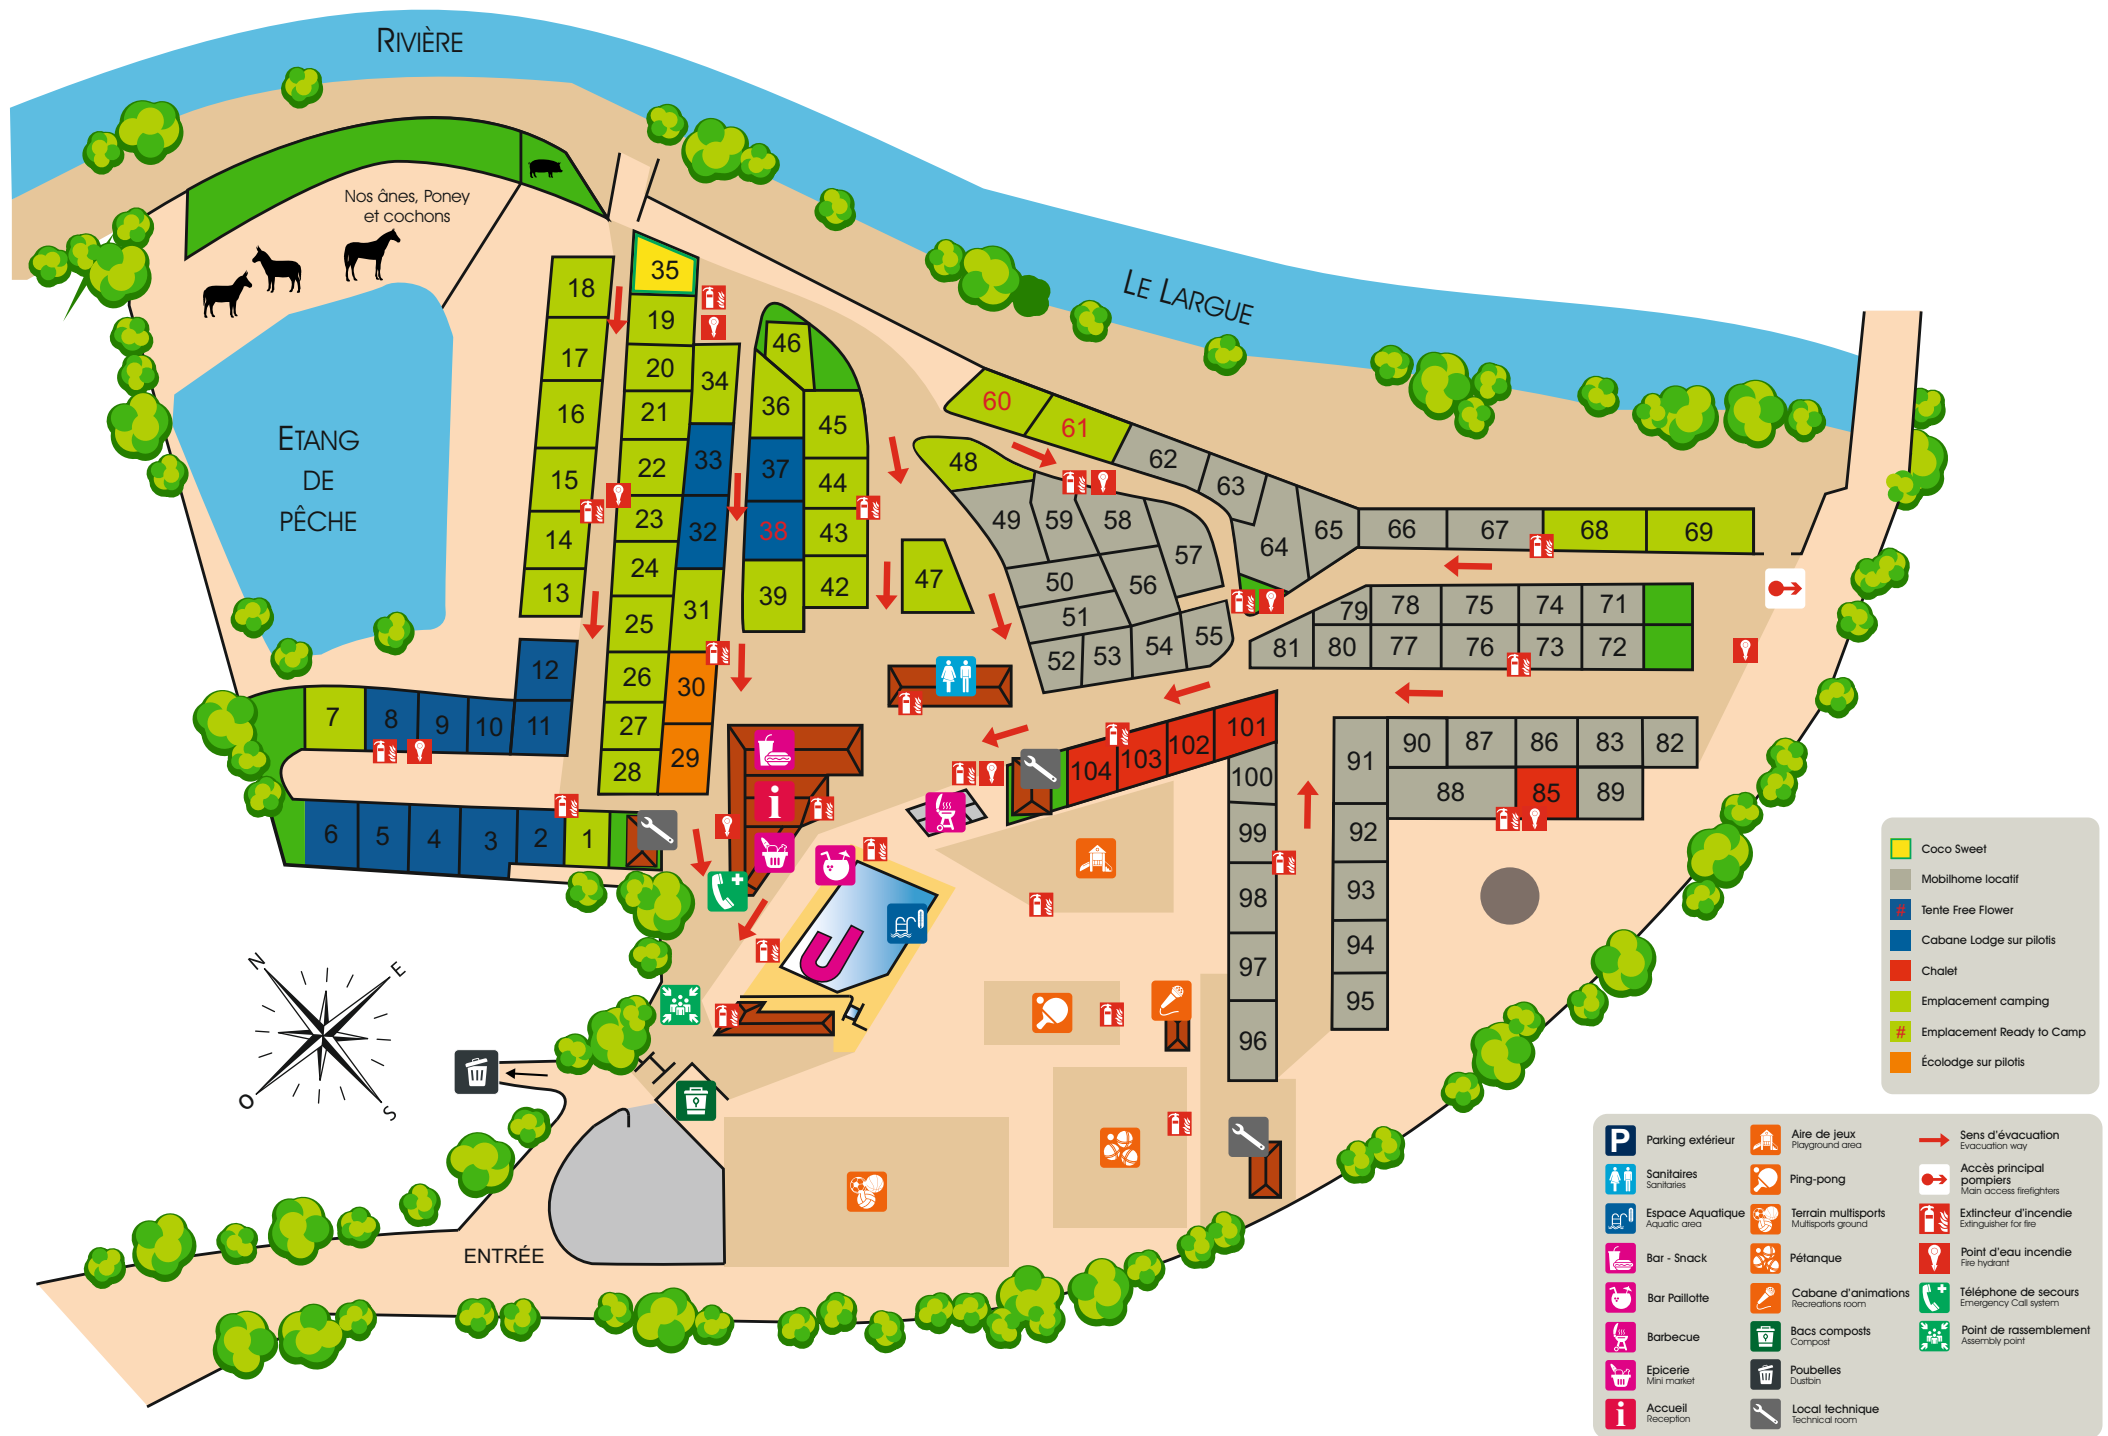 RIVIÈRE
Nos ânes, Poney
et cochons
LE LARGUE
ETANG
DE
PÊCHE
35
18
19
17
20
34
16
21
15
22
33
14
23
32
13
24
31
25
12
26
30
11
27
29
28
7
8
9
10
6
5
4
3
2
1
46
36
45
37
44
38
43
39
42
47
60
61
62
63
64
65
66
67
68
69
48
49
59
58
57
50
56
51
52
53
54
55
79
78
75
74
71
81
80
77
76
73
72
101
102
103
104
100
99
98
97
96
91
90
87
86
83
82
88
85
89
92
93
94
95
i
N
E
O
S
ENTRÉE
Coco Sweet
Mobilhome locatif
# Tente Free Flower
Cabane Lodge sur pilotis
Chalet
Emplacement camping
# Emplacement Ready to Camp
Écolodge sur pilotis
P Parking extérieur
Sanitaires
Sanitaries
Espace Aquatique
Aquatic area
Bar - Snack
Bar Paillotte
Barbecue
Epicerie
Mini market
i Accueil
Reception
Aire de jeux
Playground area
Ping-pong
Terrain multisports
Multisports ground
Pétanque
Cabane d'animations
Recreations room
Bacs composts
Compost
Poubelles
Dustbin
Local technique
Technical room
Sens d'évacuation
Evacuation way
Accès principal
pompiers
Main access firefighters
Extincteur d'incendie
Extinguisher for fire
Point d'eau incendie
Fire hydrant
Téléphone de secours
Emergency Call system
Point de rassemblement
Assembly point